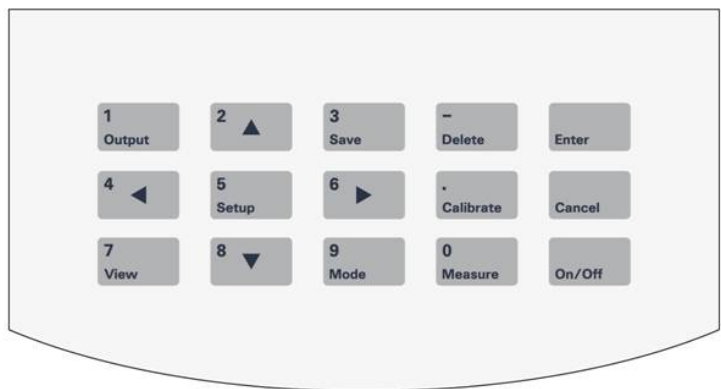 1 2 3 –
Output Save Delete Enter
4 5 6 .
Setup Calibrate Cancel
7 8 9 0
View Mode Measure On/Off